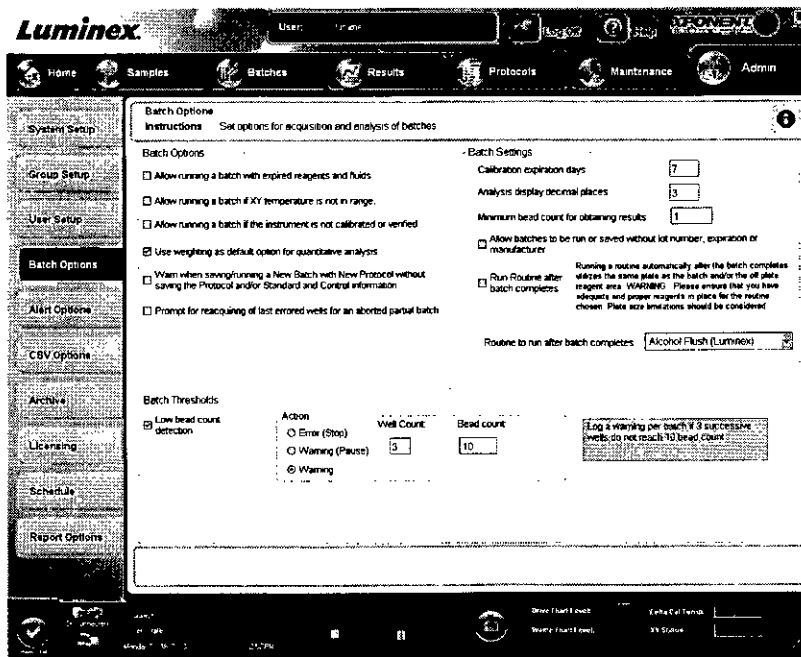 Luminex.
User:
Log Off
Help
XPONENT
Home
Samples
Batches
Results
Protocols
Maintenance
Admin
System Setup
Group Setup
User Setup
Batch Options
Alert Options
CSV Options
Archive
Licensing
Schedule
Report Options
Batch Options
Instructions Set options for acquisition and analysis of batches
Batch Options
Allow running a batch with expired reagents and fluids
Allow running a batch if XY temperature is not in range.
Allow running a batch if the instrument is not calibrated or verified
Use weighting as default option for quantitative analysis
Warn when saving/running a New Batch with New Protocol without
saving the Protocol and/or Standard and Control information
Prompt for reacquiring of last errored wells for an aborted partial batch
Batch Settings
Calibration expiration days 7
Analysis display decimal places 3
Minimum bead count for obtaining results 1
Allow batches to be run or saved without lot number, expiration or
manufacturer
Run Routine after
batch completes
Running a routine automatically after the batch completes
utilizes the same plate as the batch and/or the off plate
reagent area. WARNING: Please ensure that you have
adequate and proper reagents in place for the routine
chosen. Plate size limitations should be considered
Routine to run after batch completes Alcohol Flush (Luminex)
Batch Thresholds
Low bead count
detection
Action
Error (Stop)
Warning (Pause)
Warning
Well Count
3
Bead count
10
Log a warning per batch if 3 successive
wells do not reach 10 bead count
Drive Fluid Level:
Waste Fluid Level:
Delta Cal Temp:
XY Status